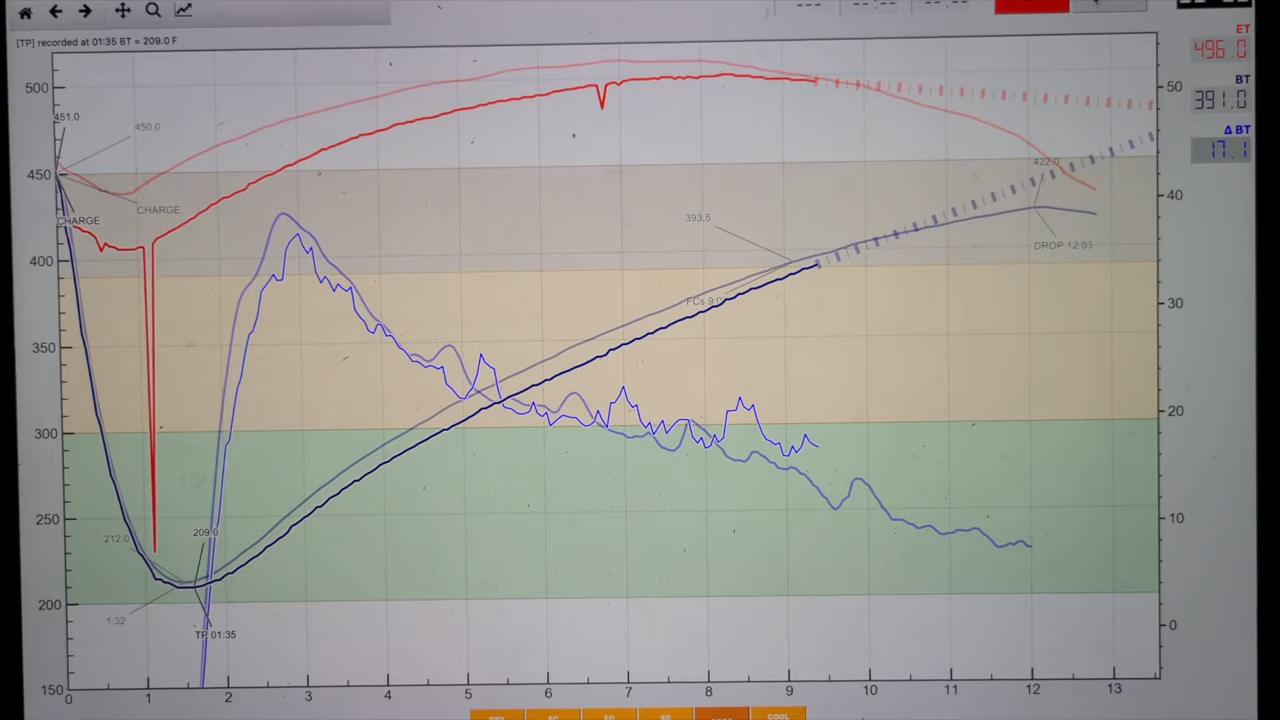 [TP] recorded at 01:35 BT = 209.0 F
ET
496.0
BT
391.0
Δ BT
17.1
500
450
400
350
300
250
200
150
50
40
30
20
10
0
451.0
450.0
CHARGE
CHARGE
422.0
393.5
DROP 12:03
FCs 9:0
209.0
212.0
1:32
TP 01:35
0 1 2 3 4 5 6 7 8 9 10 11 12 13
COOL